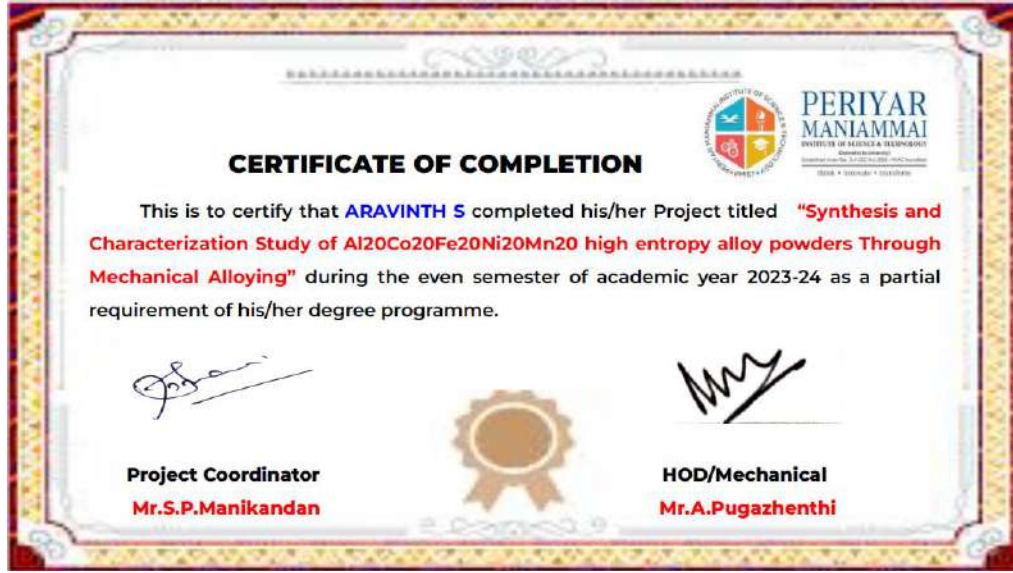 PERIYAR
MANIAMMAI
INSTITUTE OF SCIENCE & TECHNOLOGY
think • innovate • transform
CERTIFICATE OF COMPLETION
This is to certify that ARAVINTH S completed his/her Project titled "Synthesis and
Characterization Study of Al20Co20Fe20Ni20Mn20 high entropy alloy powders Through
Mechanical Alloying" during the even semester of academic year 2023-24 as a partial
requirement of his/her degree programme.
Project Coordinator
HOD/Mechanical
Mr.S.P.Manikandan
Mr.A.Pugazhenthi